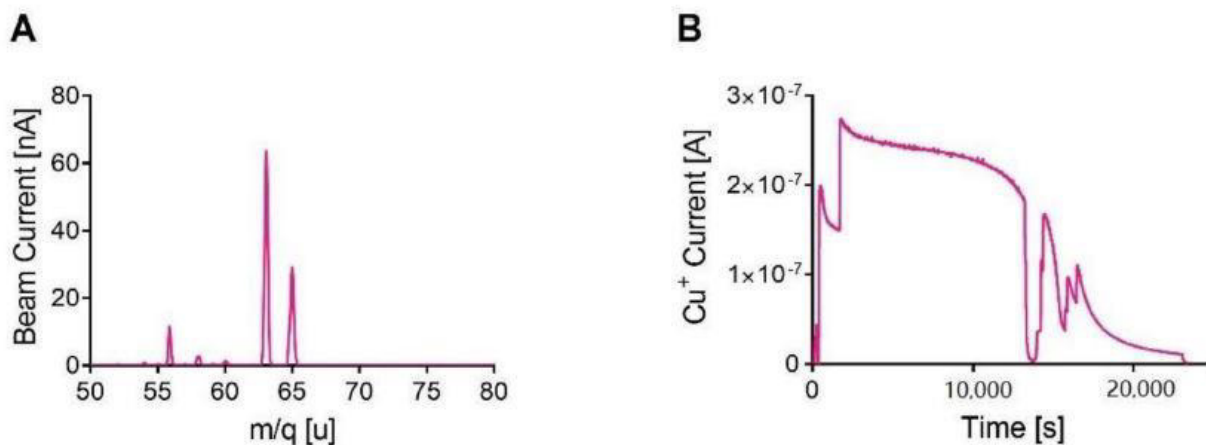 A
Beam Current [nA]
80
60
40
20
0
50 55 60 65 70 75 80
m/q [u]
B
Cu⁺ Current [A]
3×10⁻⁷
2×10⁻⁷
1×10⁻⁷
0
0 10,000 20,000
Time [s]